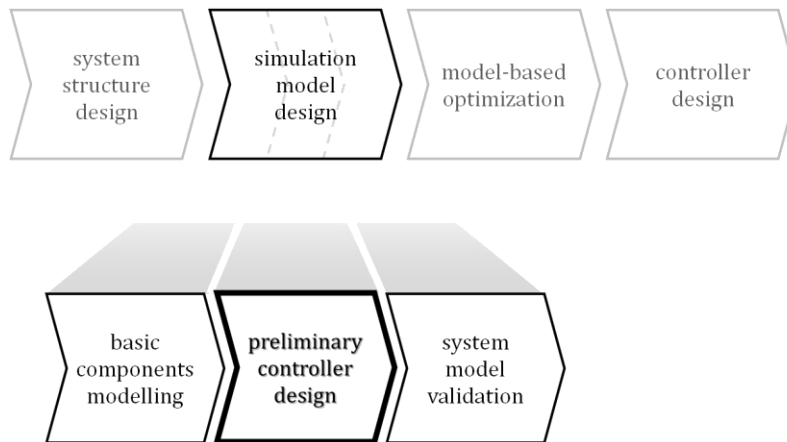 system
structure
design
simulation
model
design
model-based
optimization
controller
design
basic
components
modelling
preliminary
controller
design
system
model
validation